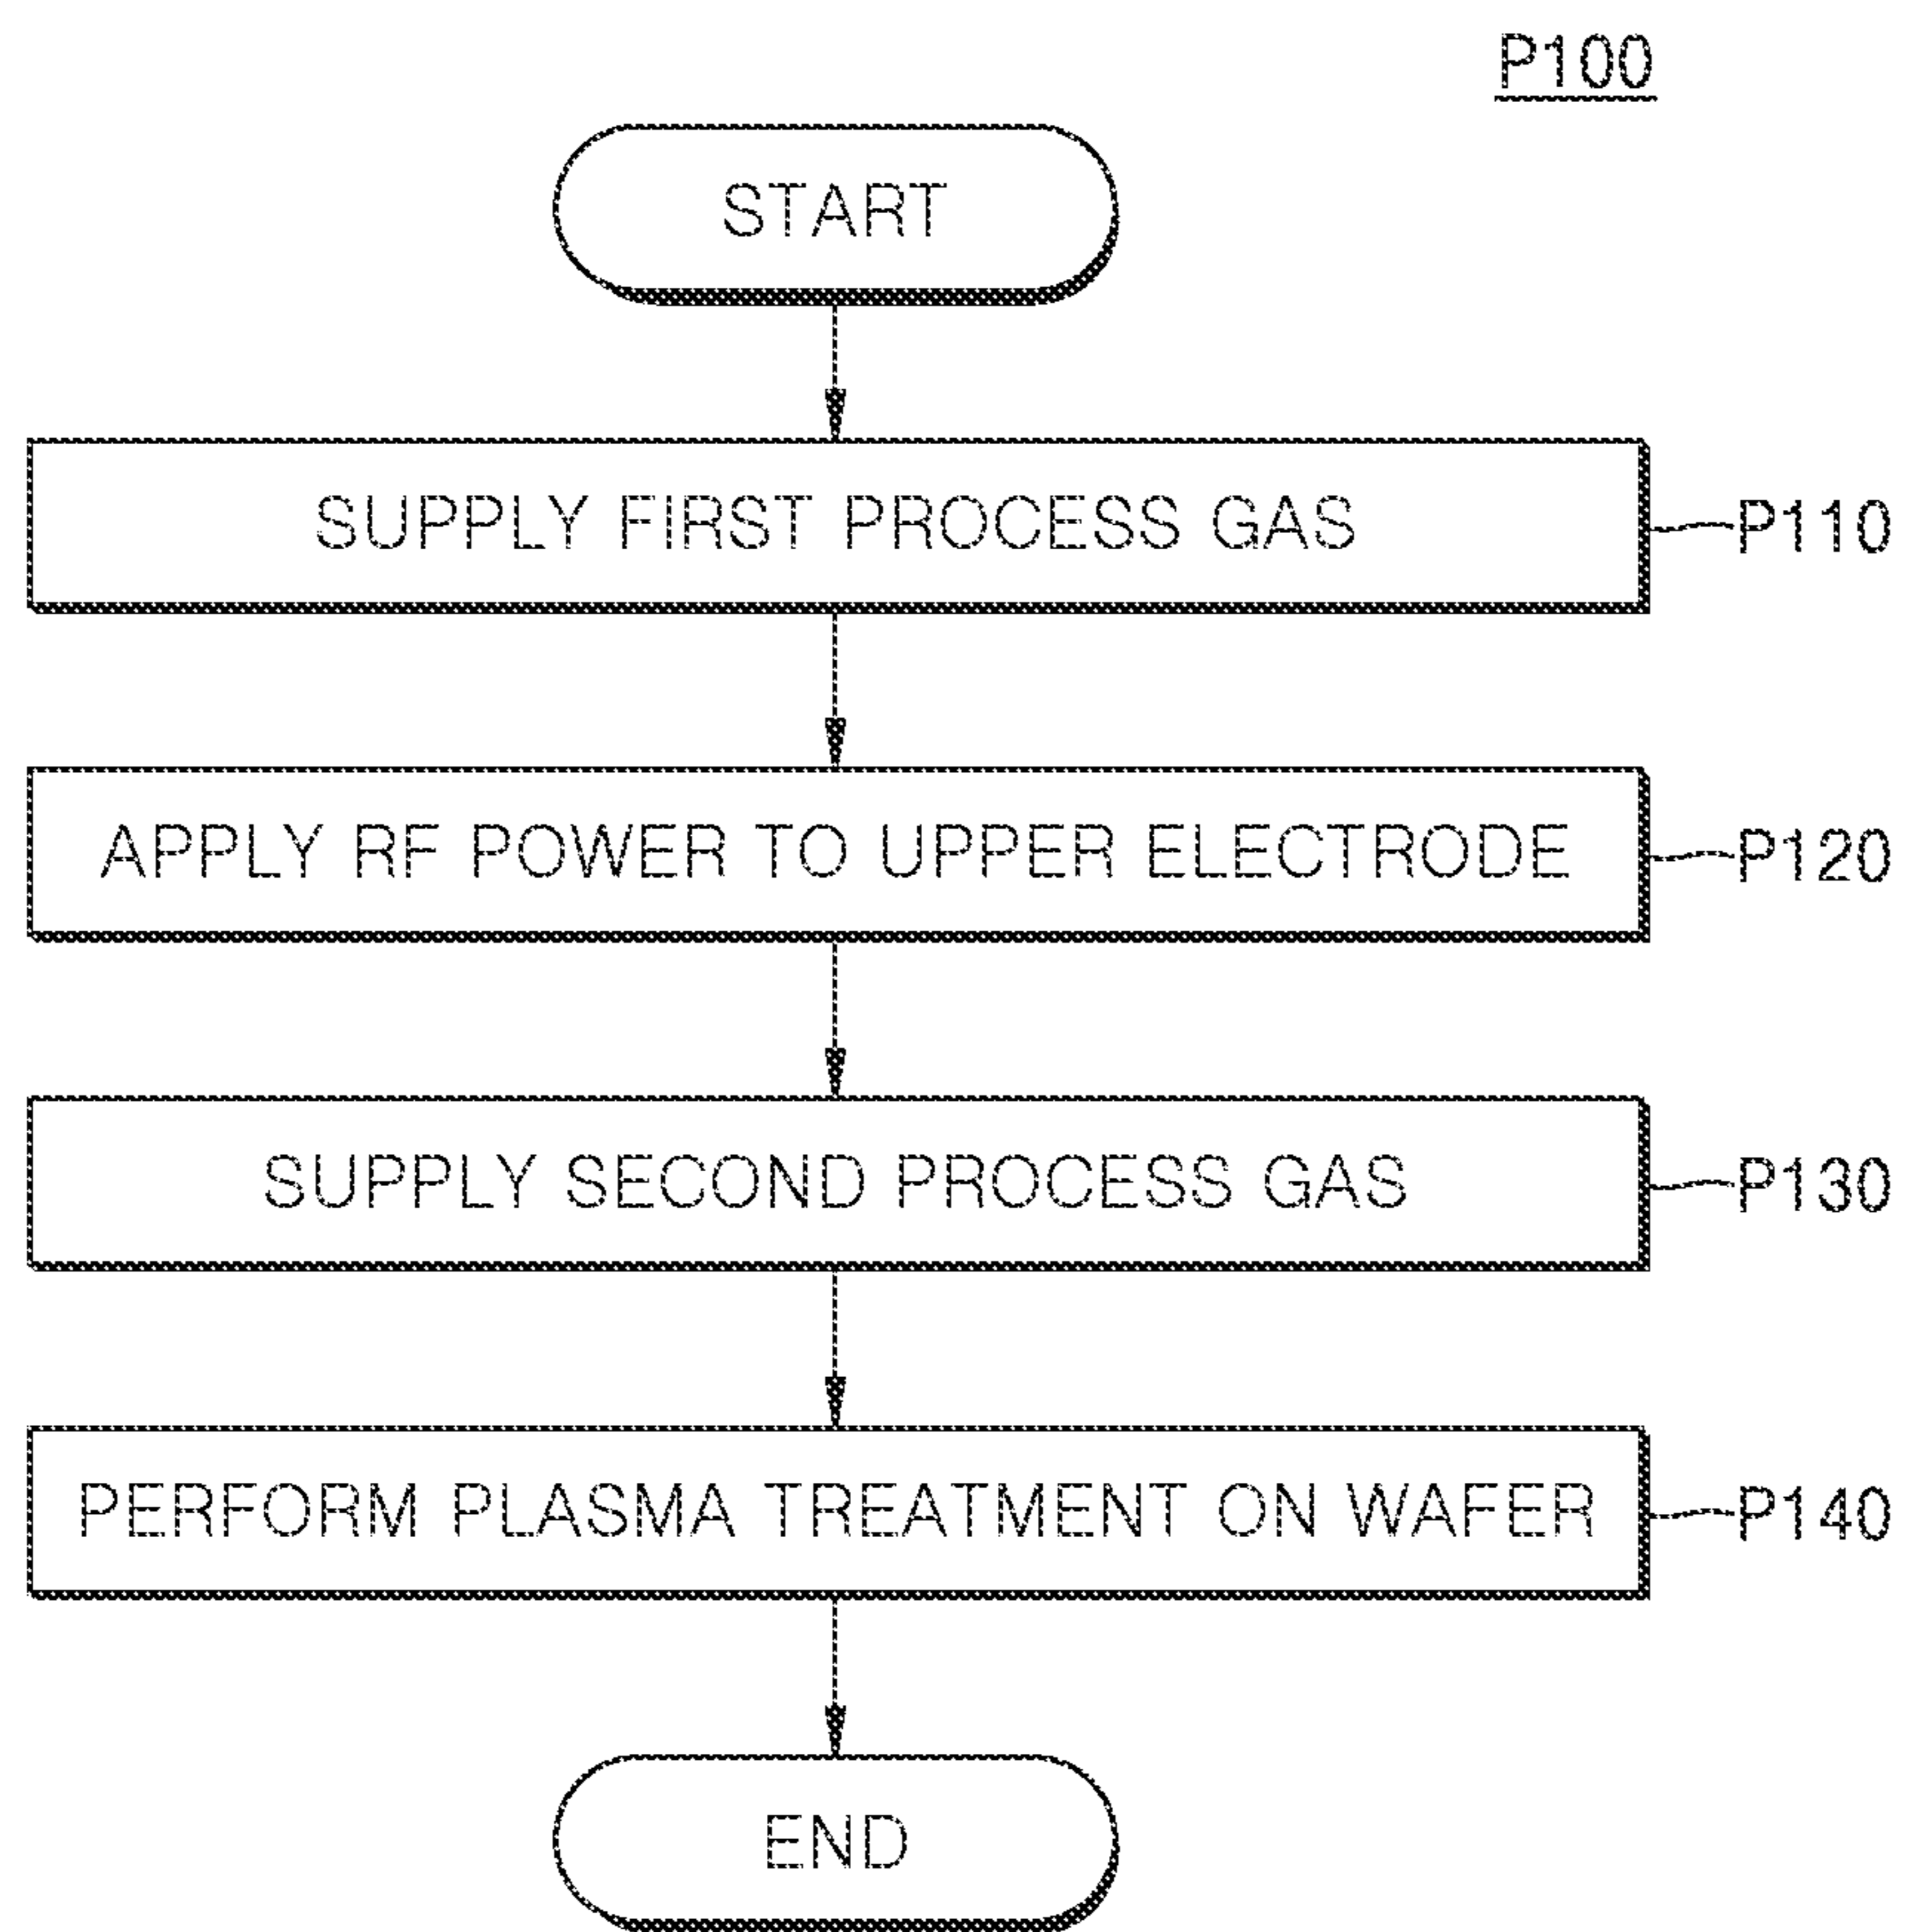 P100
START
SUPPLY FIRST PROCESS GAS
P110
APPLY RF POWER TO UPPER ELECTRODE
P120
SUPPLY SECOND PROCESS GAS
P130
PERFORM PLASMA TREATMENT ON WAFER
P140
END